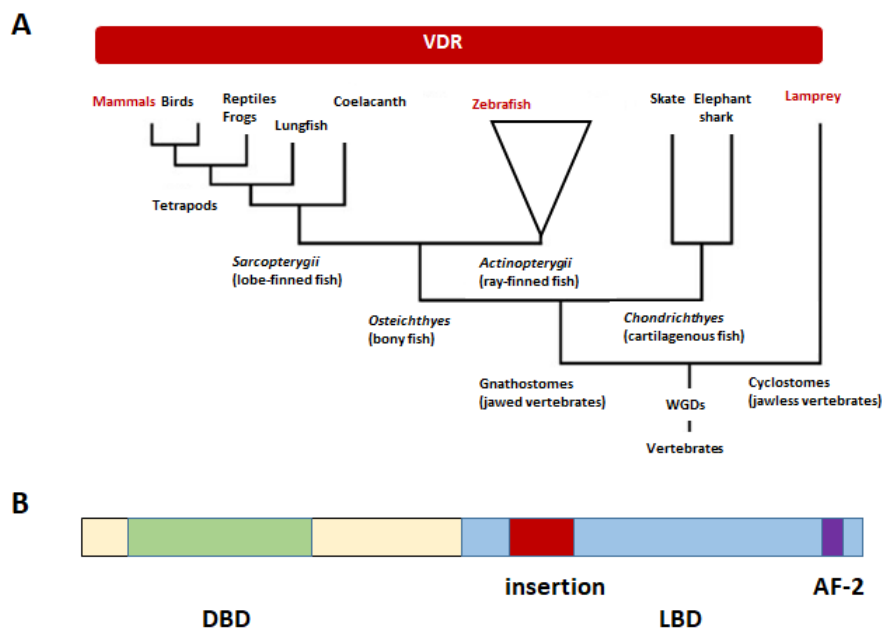 A
VDR
Mammals Birds
Reptiles
Frogs
Lungfish
Coelacanth
Zebrafish
Skate Elephant
shark
Lamprey
Tetrapods
Sarcopterygii
(lobe-finned fish)
Actinopterygii
(ray-finned fish)
Osteichthyes
(bony fish)
Chondrichthyes
(cartilagenous fish)
Gnathostomes
(jawed vertebrates)
WGDs
Cyclostomes
(jawless vertebrates)
Vertebrates
B
insertion
AF-2
DBD
LBD